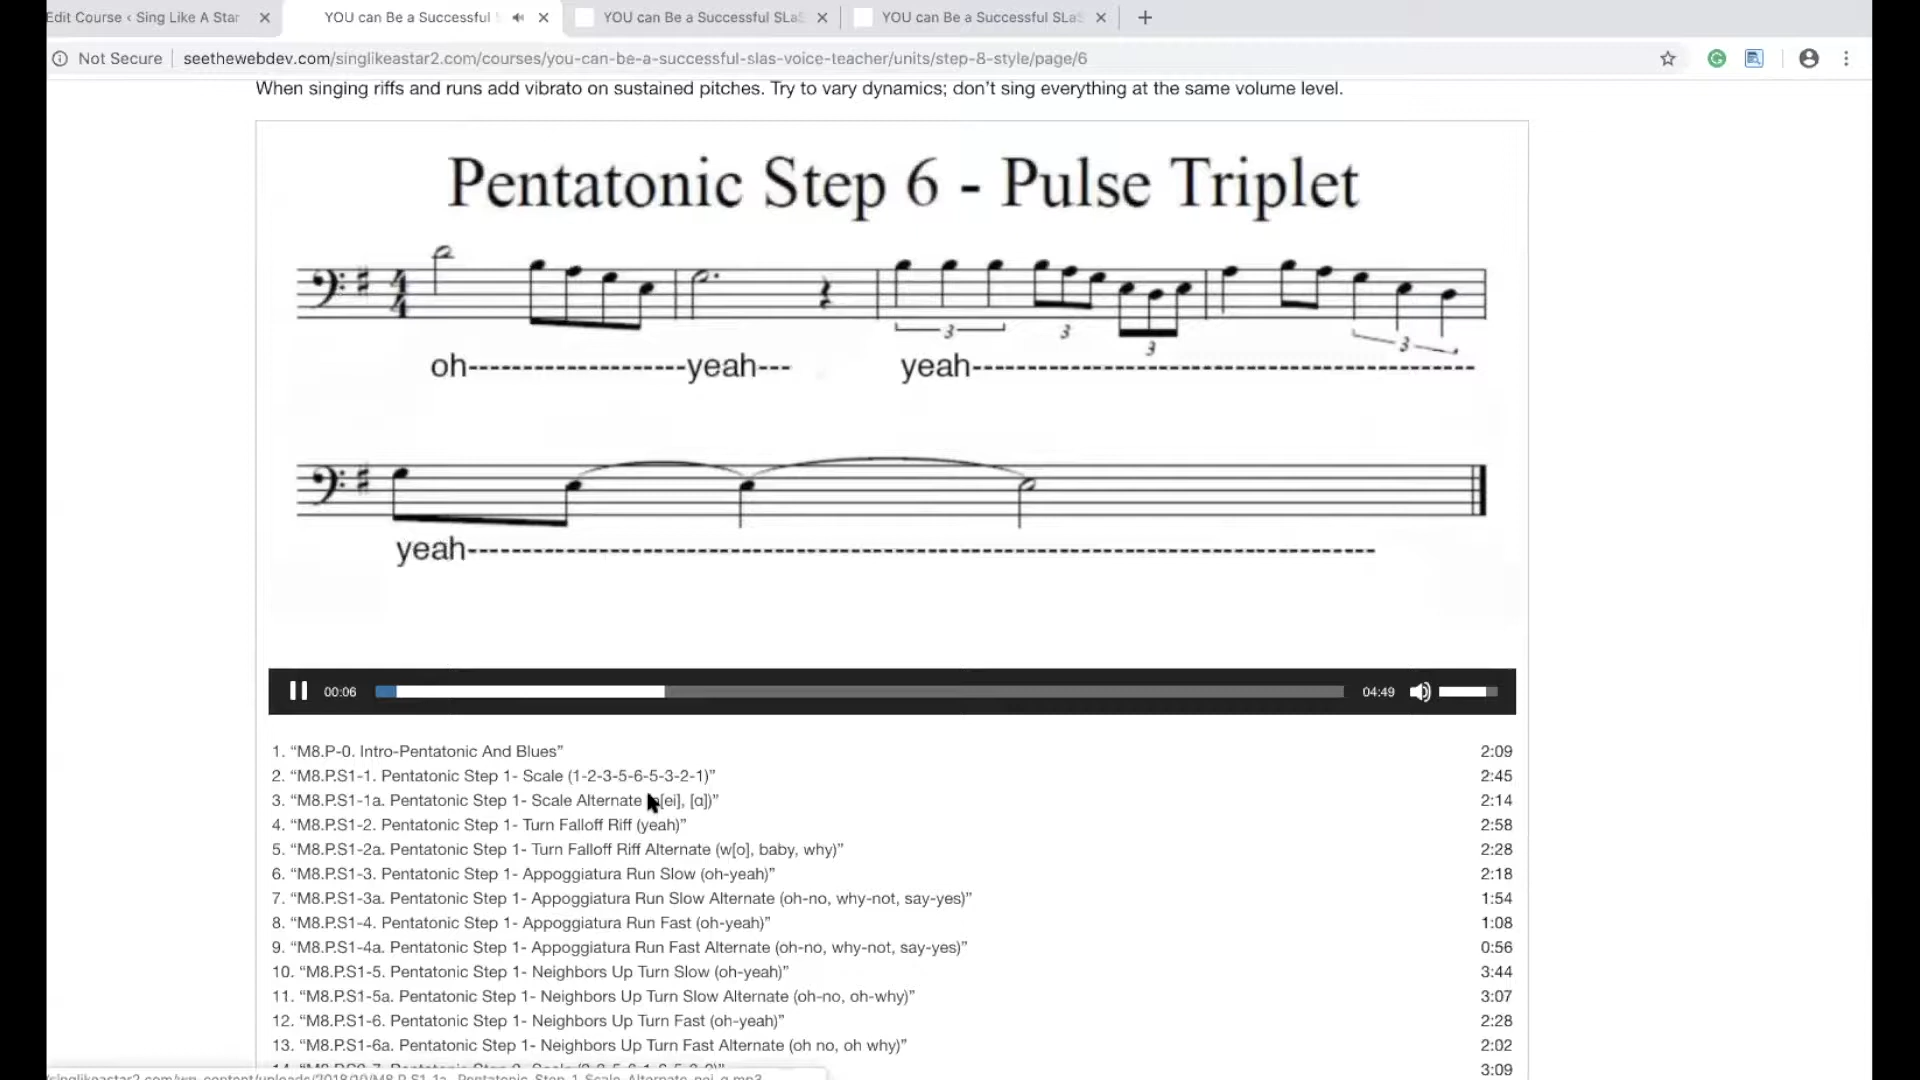 Edit Course ‹ Sing Like A Star
YOU can Be a Successful
YOU can Be a Successful SLaS
YOU can Be a Successful SLaS
Not Secure
seethewebdev.com/singlikeastar2.com/courses/you-can-be-a-successful-slas-voice-teacher/units/step-8-style/page/6
When singing riffs and runs add vibrato on sustained pitches. Try to vary dynamics; don’t sing everything at the same volume level.
Pentatonic Step 6 - Pulse Triplet
4
4
3
3
3
3
oh-------------------yeah---
yeah--------------------------------------------
yeah------------------------------------------------------------------------
00:06
04:49
1. “M8.P-0. Intro-Pentatonic And Blues” 2:09
2. “M8.P.S1-1. Pentatonic Step 1- Scale (1-2-3-5-6-5-3-2-1)” 2:45
3. “M8.P.S1-1a. Pentatonic Step 1- Scale Alternate [ei], [ɑ])” 2:14
4. “M8.P.S1-2. Pentatonic Step 1- Turn Falloff Riff (yeah)” 2:58
5. “M8.P.S1-2a. Pentatonic Step 1- Turn Falloff Riff Alternate (w[o], baby, why)” 2:28
6. “M8.P.S1-3. Pentatonic Step 1- Appoggiatura Run Slow (oh-yeah)” 2:18
7. “M8.P.S1-3a. Pentatonic Step 1- Appoggiatura Run Slow Alternate (oh-no, why-not, say-yes)” 1:54
8. “M8.P.S1-4. Pentatonic Step 1- Appoggiatura Run Fast (oh-yeah)” 1:08
9. “M8.P.S1-4a. Pentatonic Step 1- Appoggiatura Run Fast Alternate (oh-no, why-not, say-yes)” 0:56
10. “M8.P.S1-5. Pentatonic Step 1- Neighbors Up Turn Slow (oh-yeah)” 3:44
11. “M8.P.S1-5a. Pentatonic Step 1- Neighbors Up Turn Slow Alternate (oh-no, oh-why)” 3:07
12. “M8.P.S1-6. Pentatonic Step 1- Neighbors Up Turn Fast (oh-yeah)” 2:28
13. “M8.P.S1-6a. Pentatonic Step 1- Neighbors Up Turn Fast Alternate (oh no, oh why)” 2:02
3:09